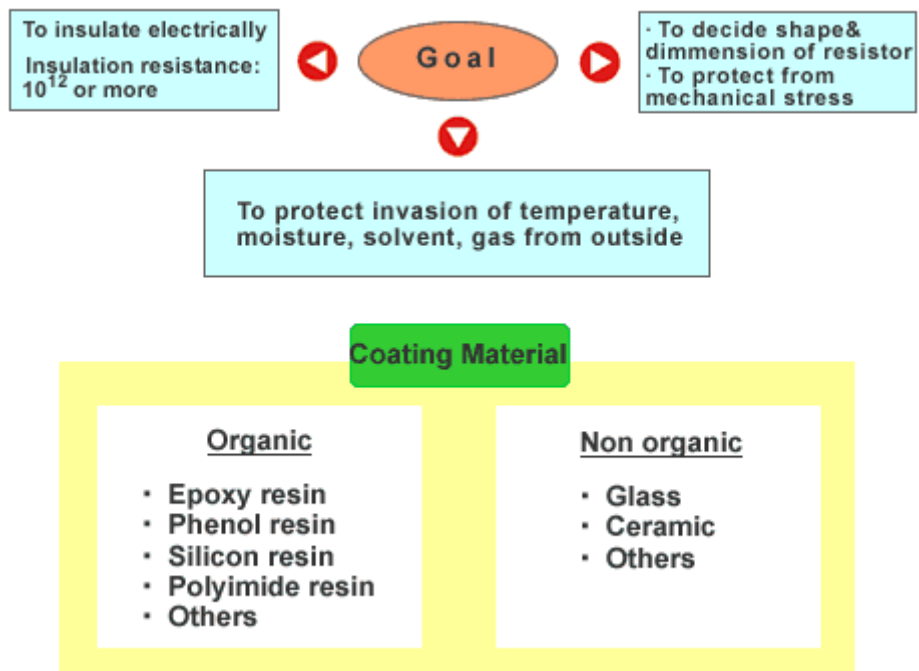 To insulate electrically
Insulation resistance:
10¹² or more
Goal
· To decide shape&
dimmension of resistor
· To protect from
mechanical stress
To protect invasion of temperature,
moisture, solvent, gas from outside
Coating Material
Organic
· Epoxy resin
· Phenol resin
· Silicon resin
· Polyimide resin
· Others
Non organic
· Glass
· Ceramic
· Others